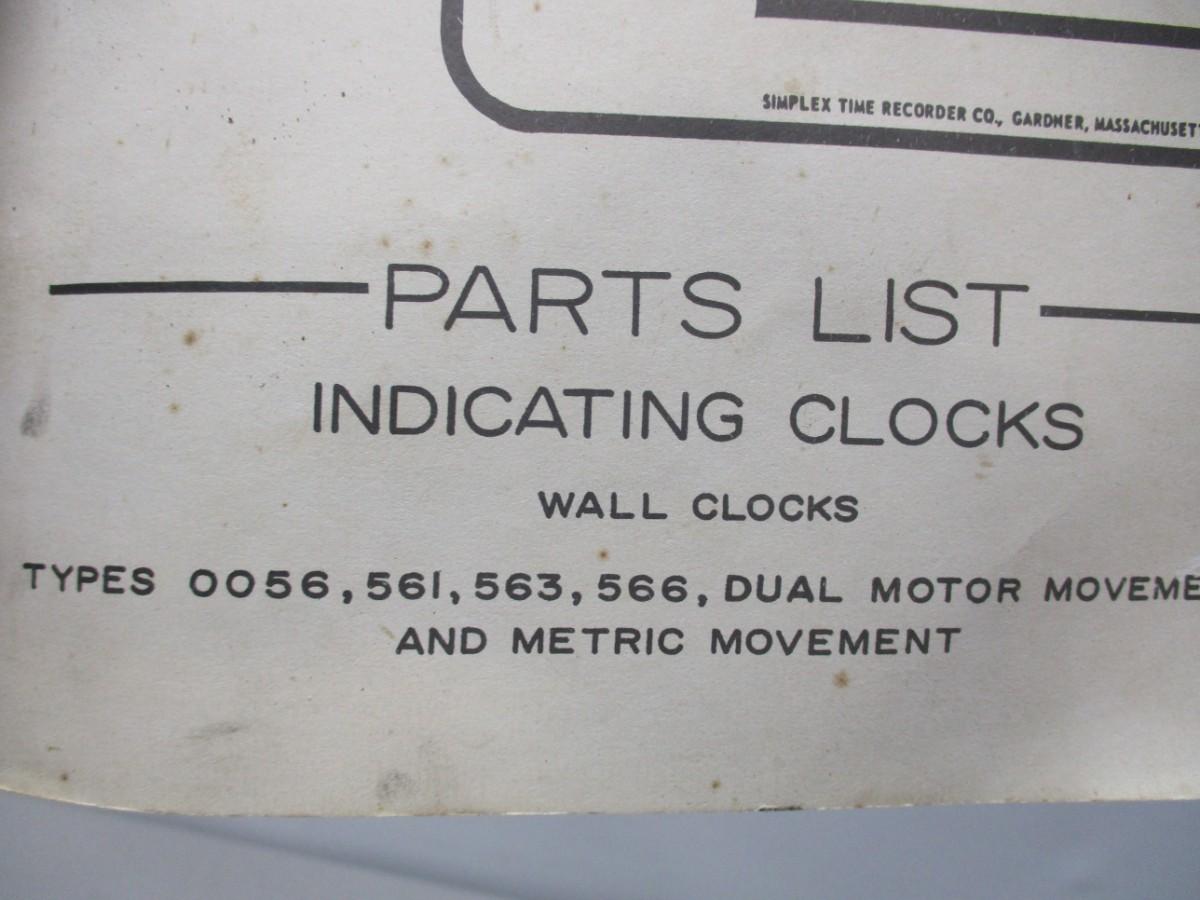 SIMPLEX TIME RECORDER CO., GARDNER, MASSACHUSET
PARTS LIST
INDICATING CLOCKS
WALL CLOCKS
TYPES 0056, 561, 563, 566, DUAL MOTOR MOVEME
AND METRIC MOVEMENT